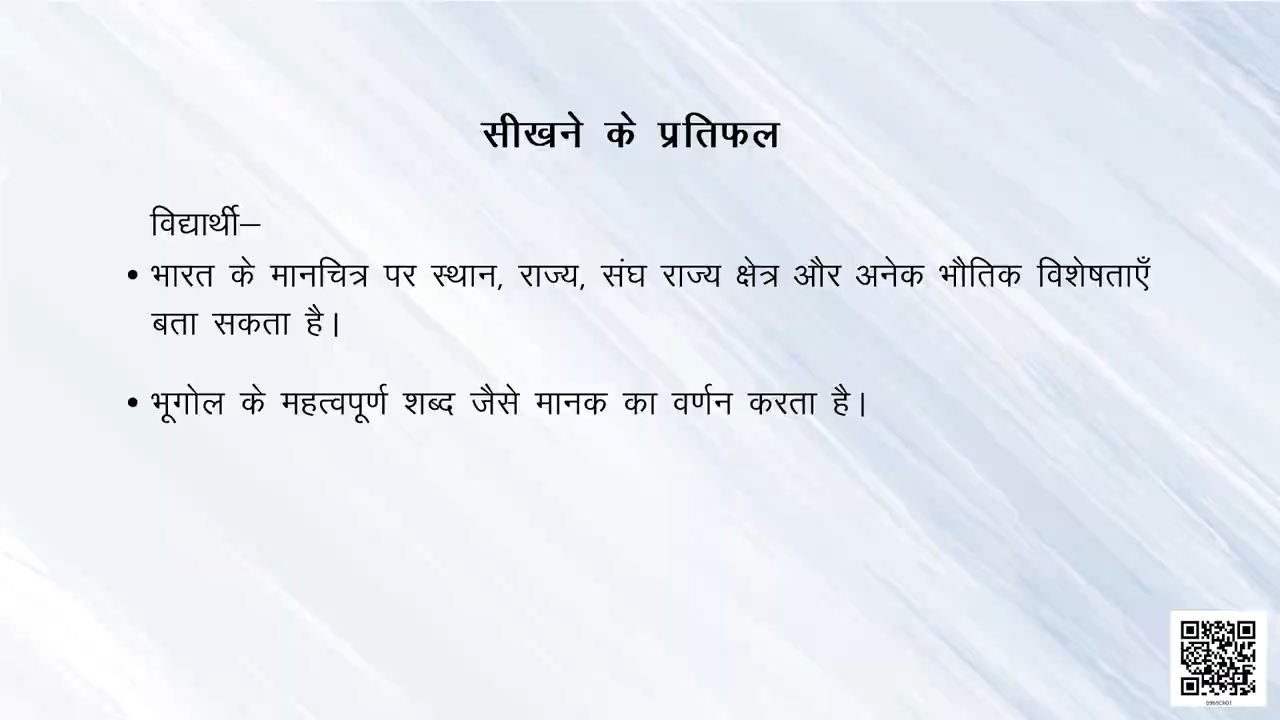 सीखने के प्रतिफल
विद्यार्थी—
• भारत के मानचित्र पर स्थान, राज्य, संघ राज्य क्षेत्र और अनेक भौतिक विशेषताएँ
बता सकता है।
• भूगोल के महत्वपूर्ण शब्द जैसे मानक का वर्णन करता है।